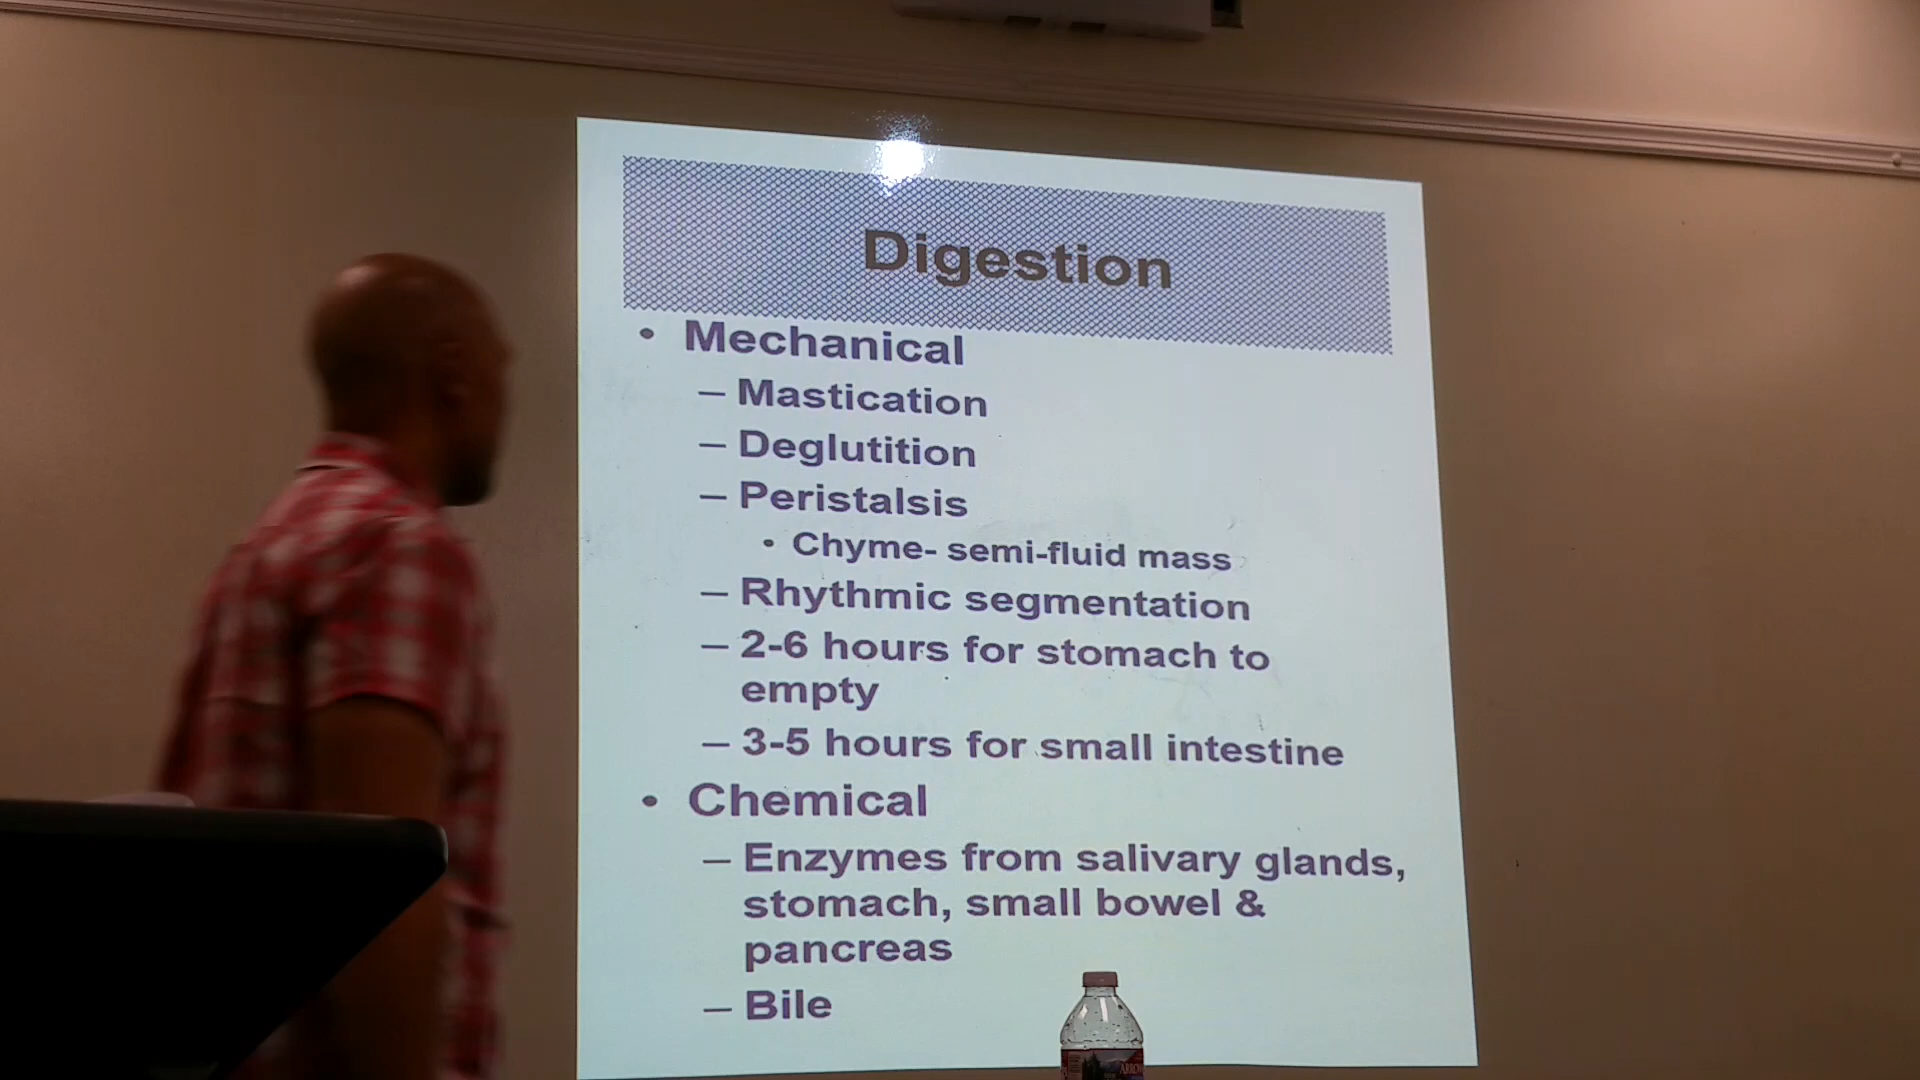 Digestion
• Mechanical
– Mastication
– Deglutition
– Peristalsis
• Chyme- semi-fluid mass
– Rhythmic segmentation
– 2-6 hours for stomach to
empty
– 3-5 hours for small intestine
• Chemical
– Enzymes from salivary glands,
stomach, small bowel &
pancreas
– Bile